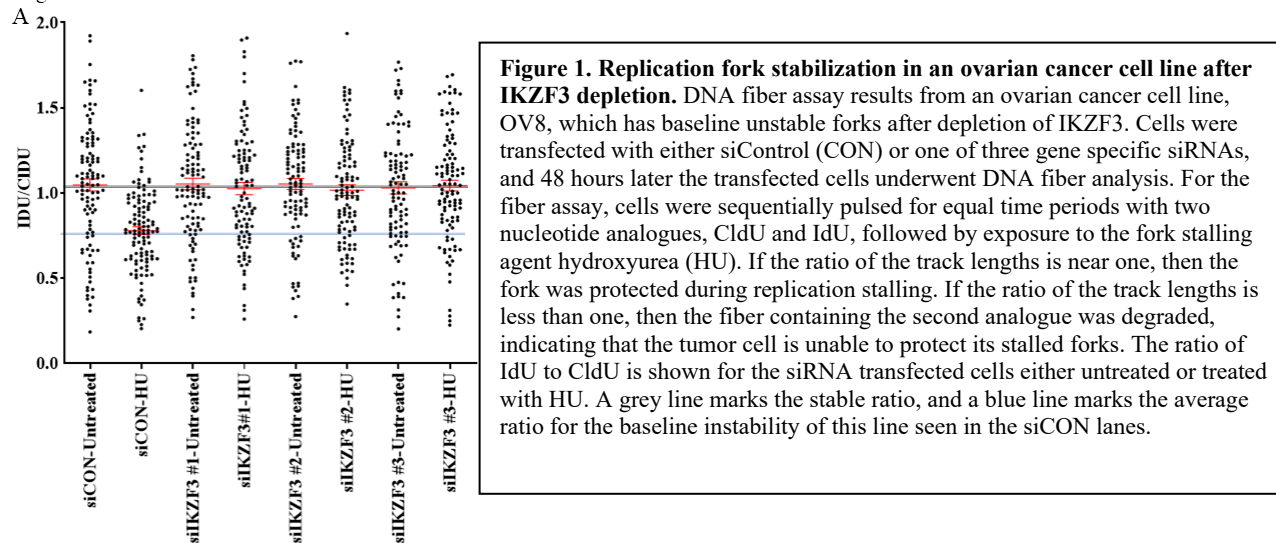 A
2.0
1.5
1.0
0.5
0.0
IDU/CIDU
siCON-Untreated
siCON-HU
siIKZF3 #1-Untreated
siIKZF3#1-HU
siIKZF3 #2-Untreated
siIKZF3 #2-HU
siIKZF3 #3-Untreated
siIKZF3 #3-HU
Figure 1. Replication fork stabilization in an ovarian cancer cell line after
IKZF3 depletion. DNA fiber assay results from an ovarian cancer cell line,
OV8, which has baseline unstable forks after depletion of IKZF3. Cells were
transfected with either siControl (CON) or one of three gene specific siRNAs,
and 48 hours later the transfected cells underwent DNA fiber analysis. For the
fiber assay, cells were sequentially pulsed for equal time periods with two
nucleotide analogues, CldU and IdU, followed by exposure to the fork stalling
agent hydroxyurea (HU). If the ratio of the track lengths is near one, then the
fork was protected during replication stalling. If the ratio of the track lengths is
less than one, then the fiber containing the second analogue was degraded,
indicating that the tumor cell is unable to protect its stalled forks. The ratio of
IdU to CldU is shown for the siRNA transfected cells either untreated or treated
with HU. A grey line marks the stable ratio, and a blue line marks the average
ratio for the baseline instability of this line seen in the siCON lanes.